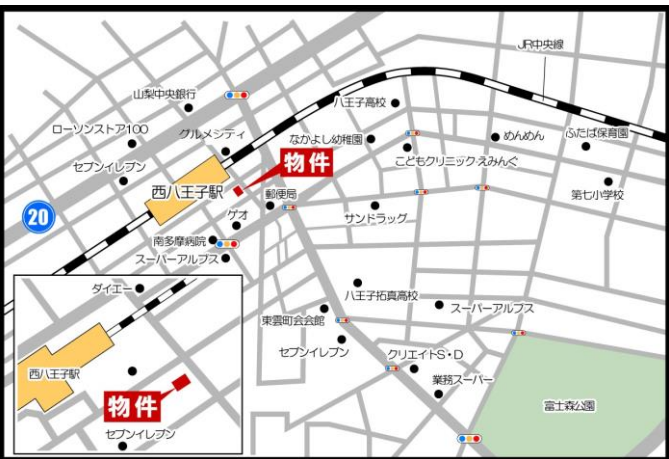 JR中央線
山梨中央銀行
八王子高校
ローソンストア100
グルメシティ
なかよし幼稚園
めんめん
ふたば保育園
セブンイレブン
物件
こどもクリニックえみんぐ
西八王子駅
郵便局
第七小学校
20
ゲオ
サンドラッグ
南多摩病院
スーパーアルプス
ダイエー
八王子拓真高校
スーパーアルプス
東雲町会会館
セブンイレブン
クリエイトS・D
西八王子駅
業務スーパー
物件
富士森公園
セブンイレブン